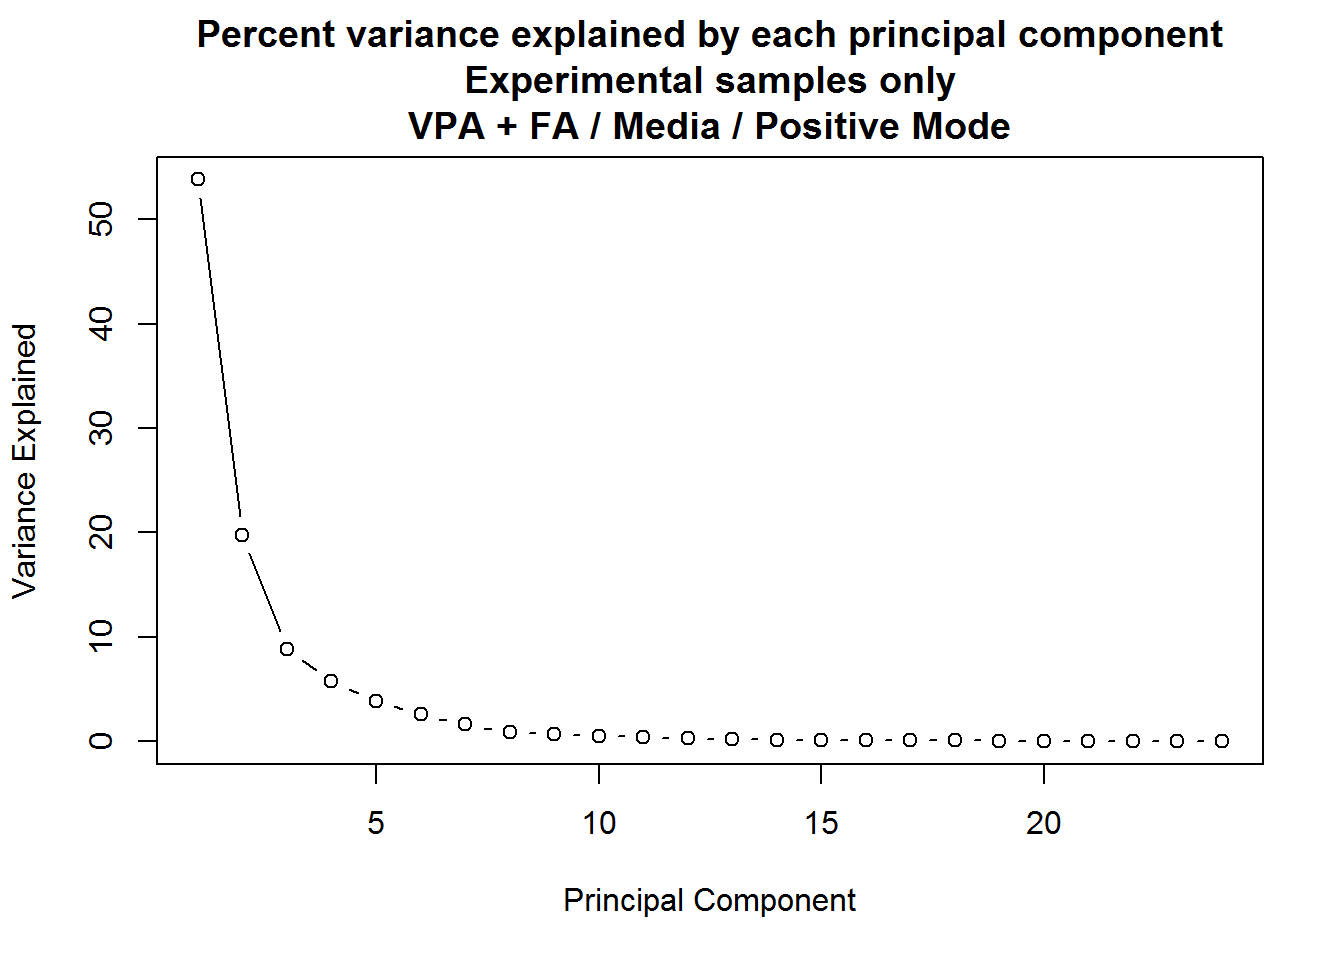 Percent variance explained by each principal component
Experimental samples only
VPA + FA / Media / Positive Mode
Variance Explained
50
40
30
20
10
0
5
10
15
20
Principal Component